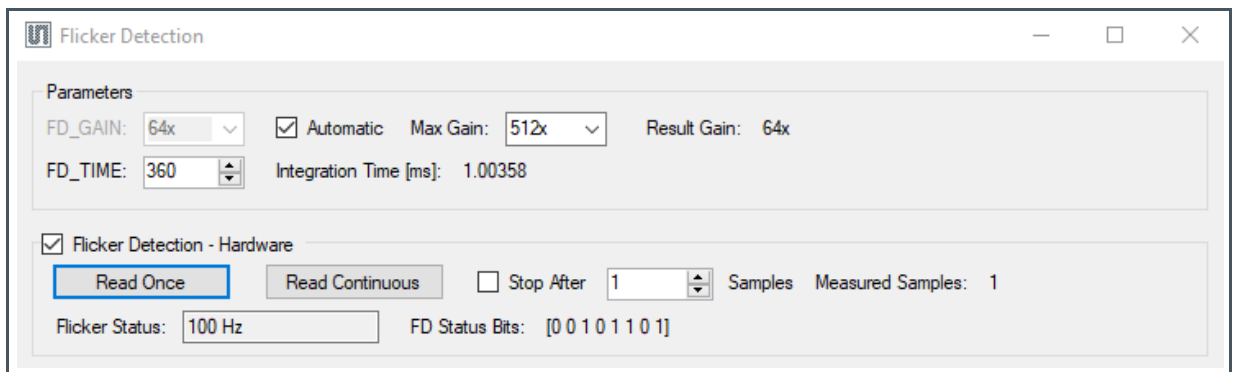 Flicker Detection
Parameters
FD_GAIN: 64x Automatic Max Gain: 512x Result Gain: 64x
FD_TIME: 360 Integration Time [ms]: 1.00358
Flicker Detection - Hardware
Read Once Read Continuous Stop After 1 Samples Measured Samples: 1
Flicker Status: 100 Hz FD Status Bits: [0 0 1 0 1 1 0 1]